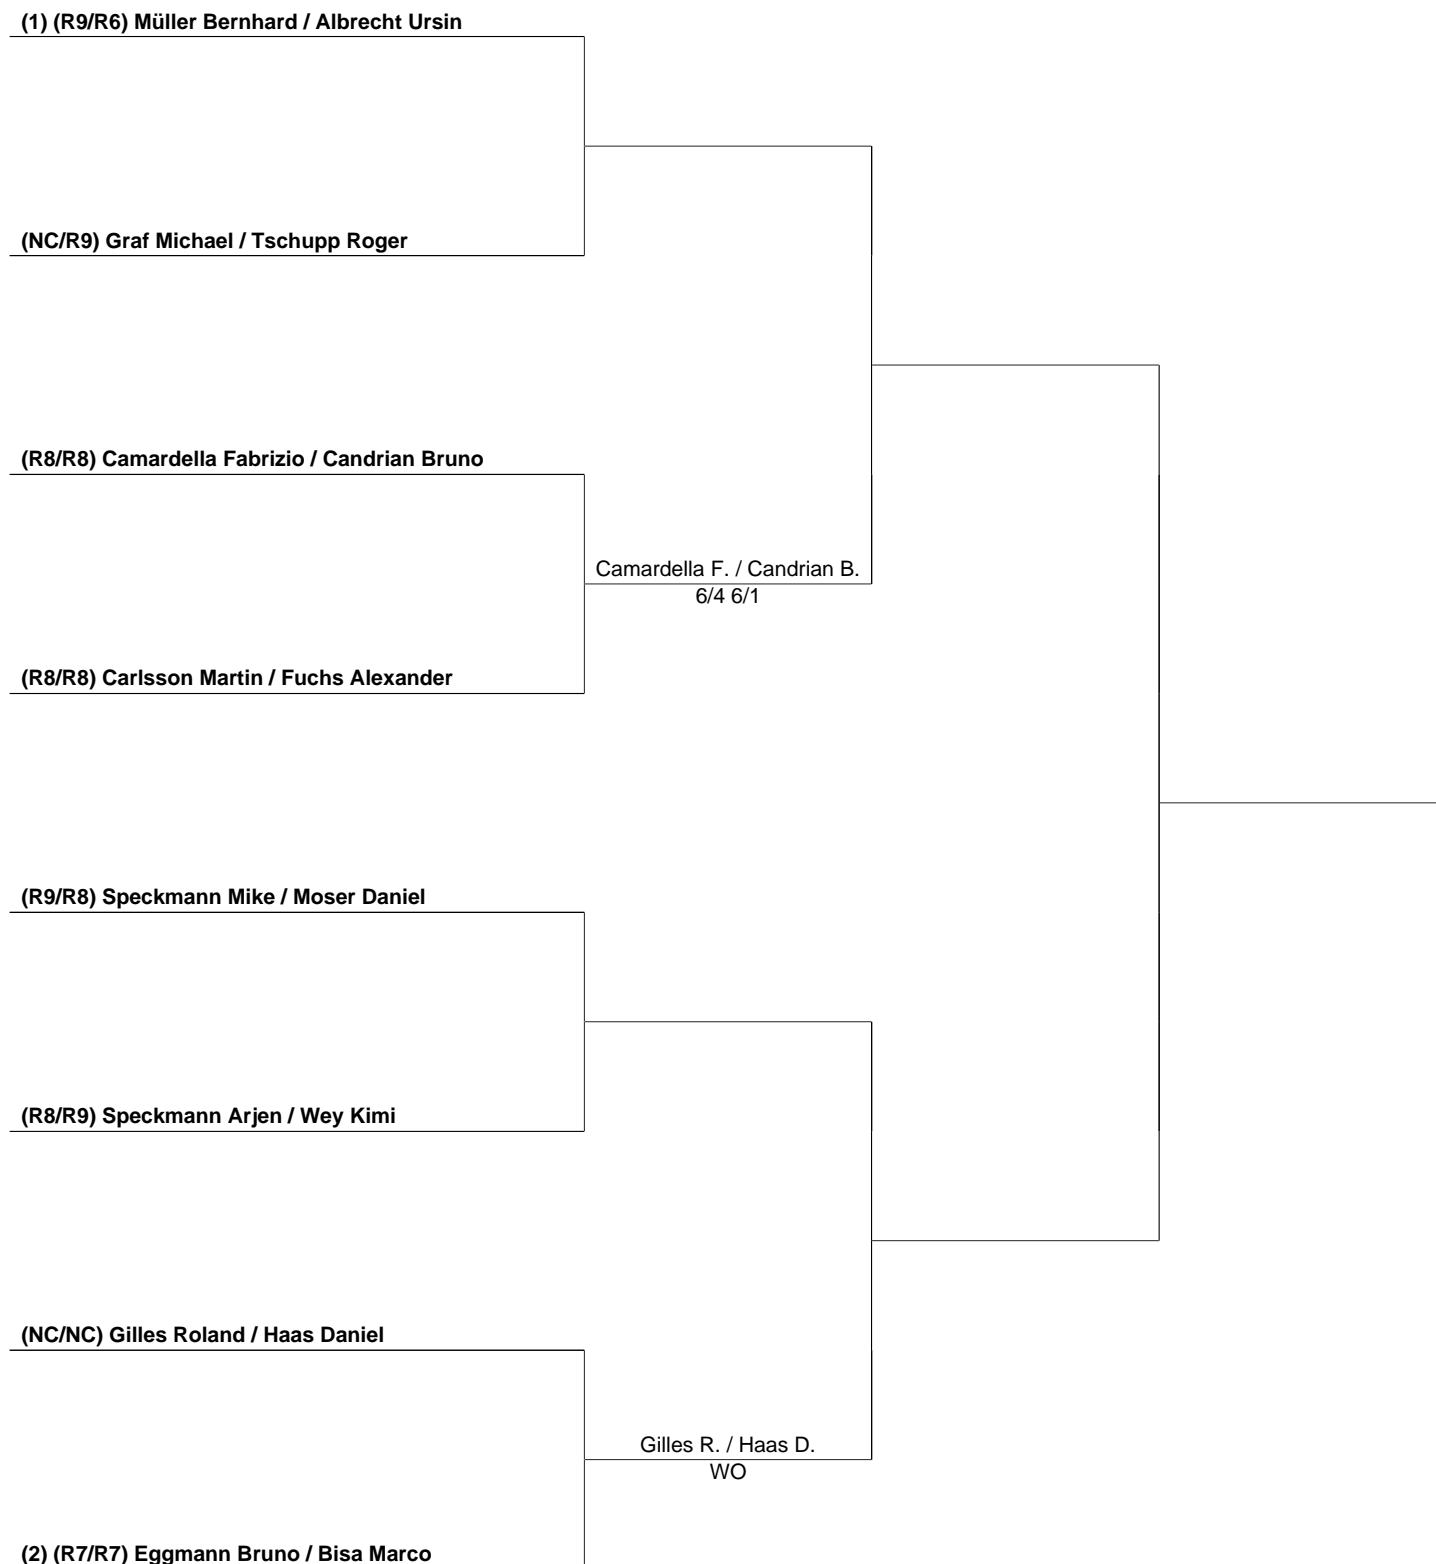 (1) (R9/R6) Müller Bernhard / Albrecht Ursin
(NC/R9) Graf Michael / Tschupp Roger
(R8/R8) Camardella Fabrizio / Candrian Bruno
Camardella F. / Candrian B.
6/4 6/1
(R8/R8) Carlsson Martin / Fuchs Alexander
(R9/R8) Speckmann Mike / Moser Daniel
(R8/R9) Speckmann Arjen / Wey Kimi
(NC/NC) Gilles Roland / Haas Daniel
Gilles R. / Haas D.
WO
(2) (R7/R7) Eggmann Bruno / Bisa Marco